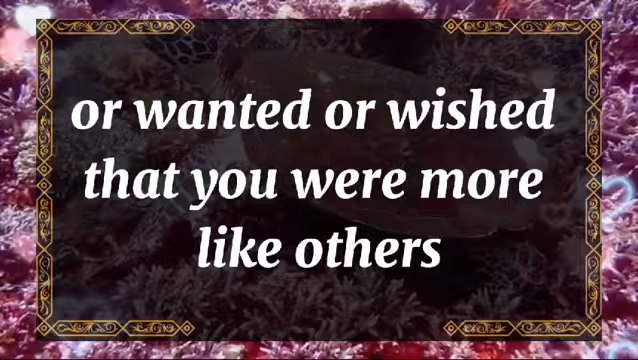 or wanted or wished
that you were more
like others